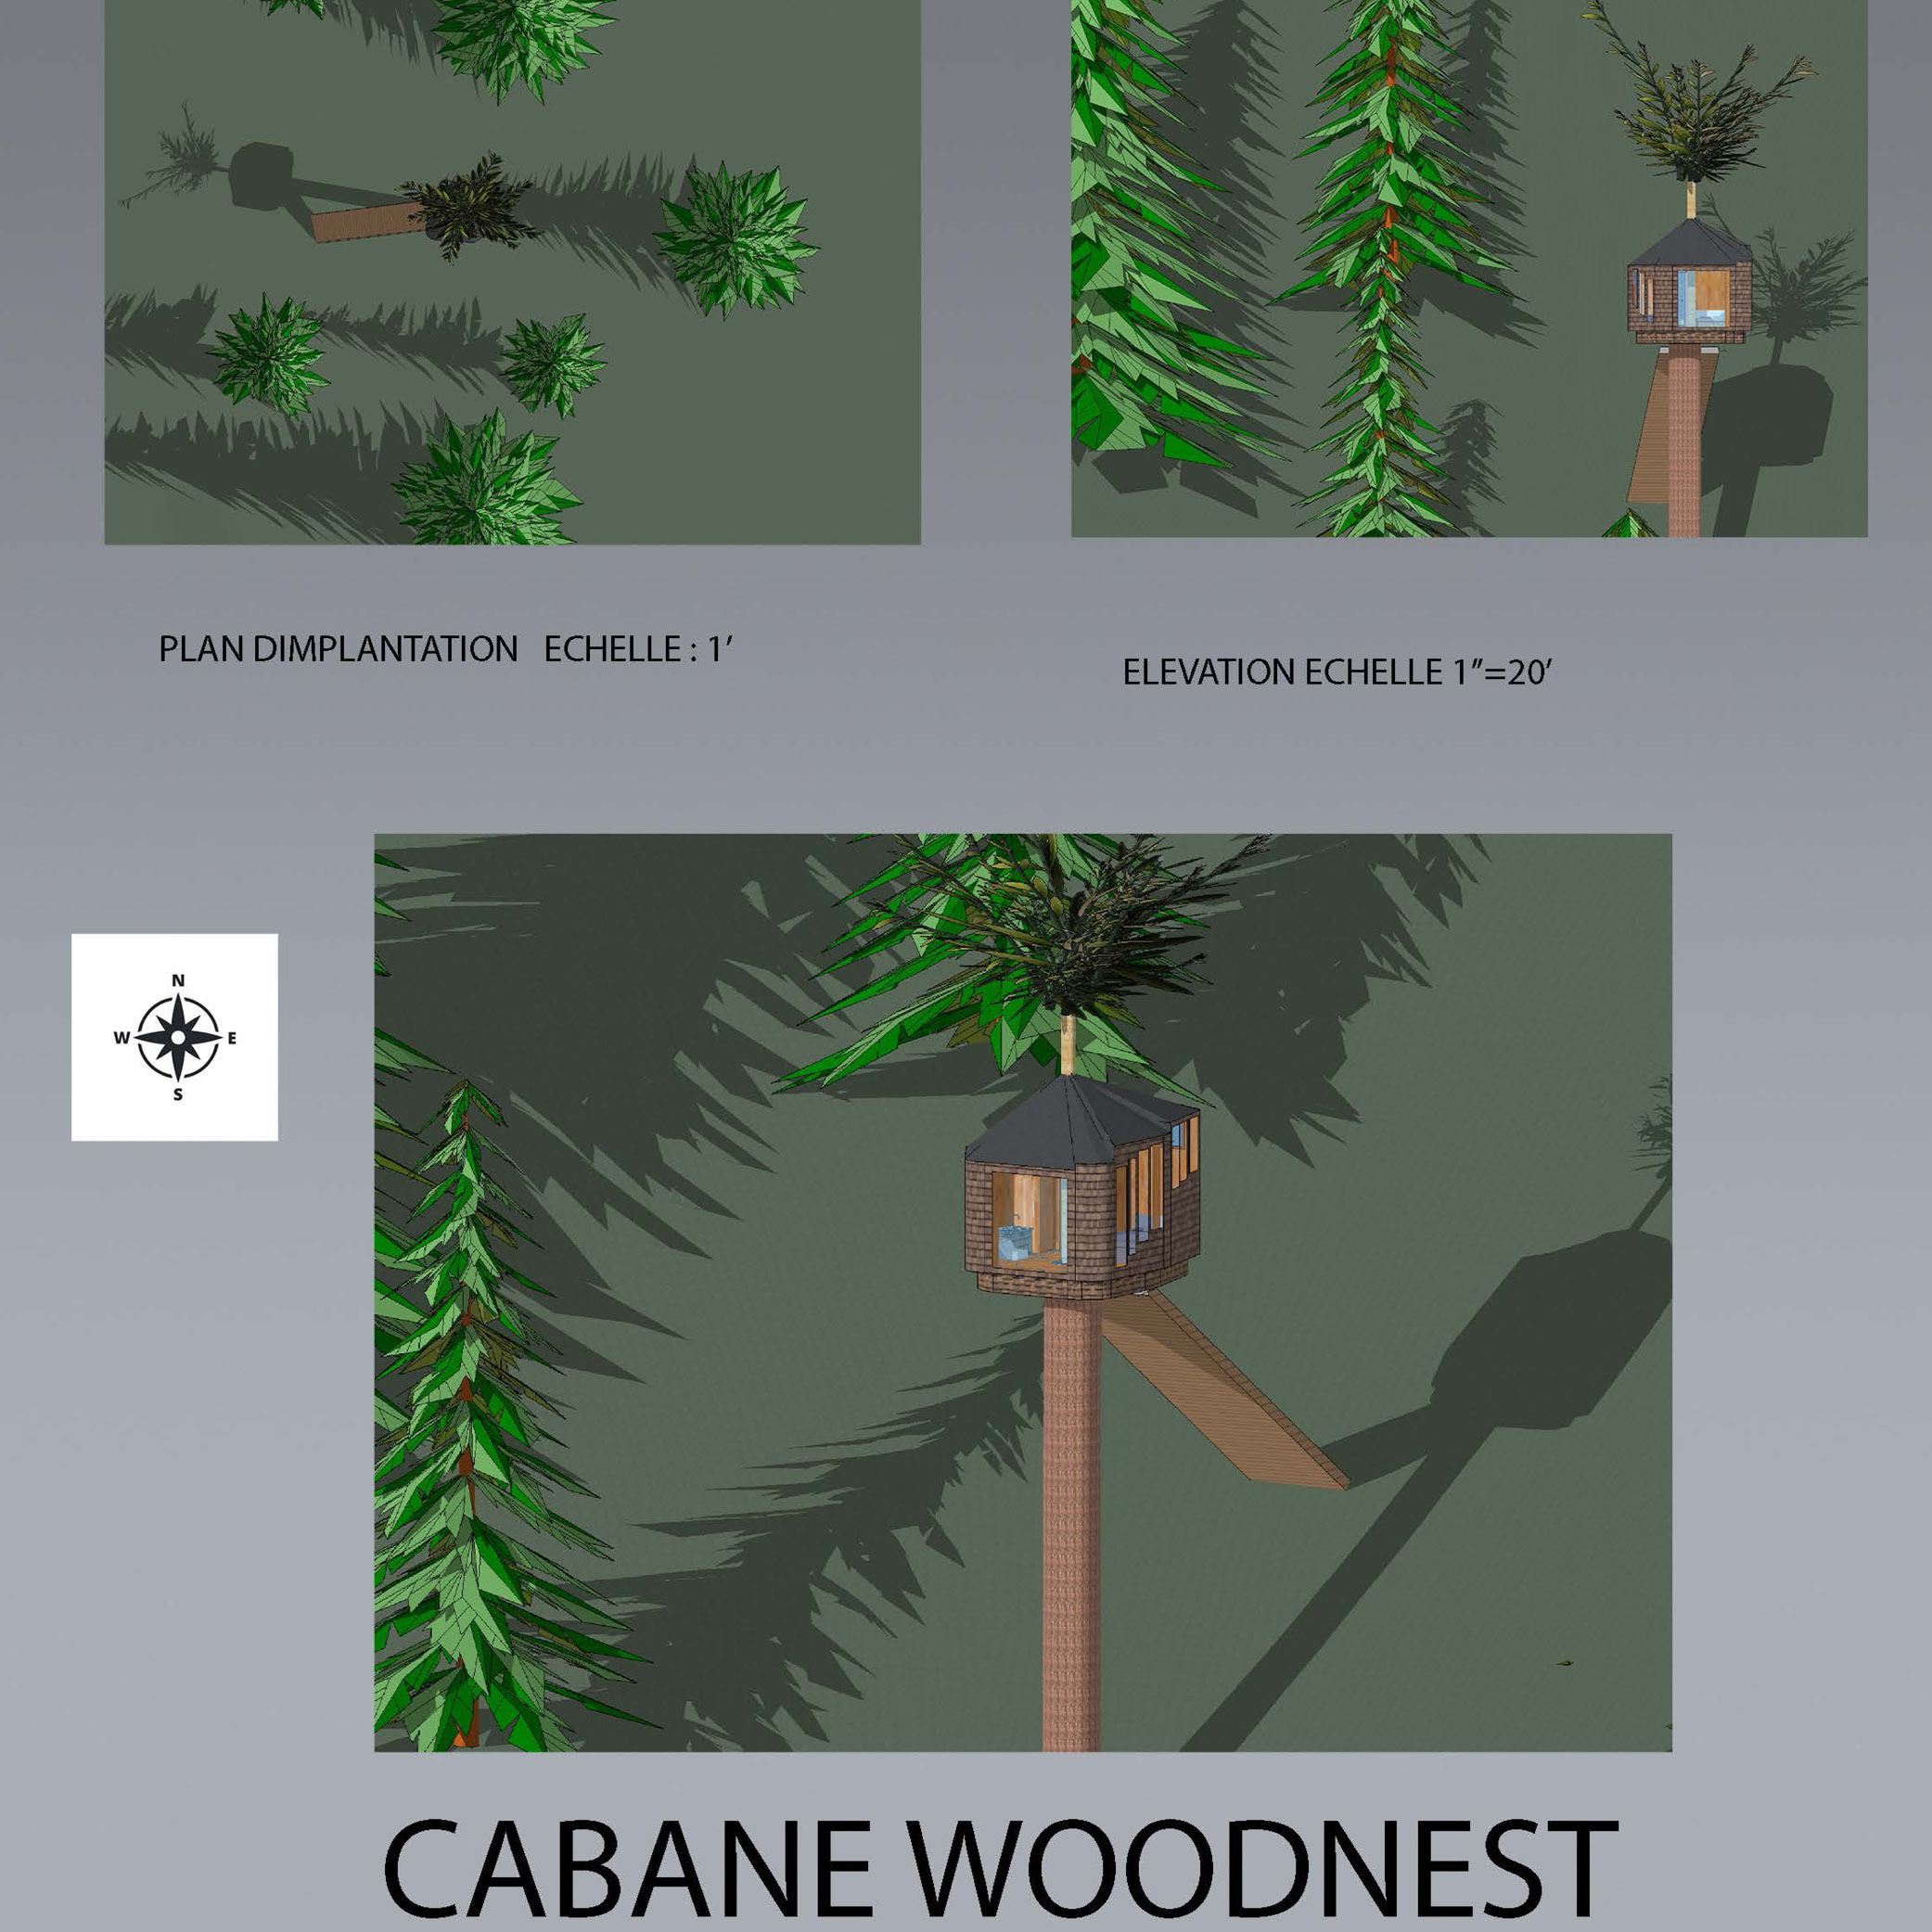 PLAN DIMPLANTATION ECHELLE : 1′
ELEVATION ECHELLE 1″=20′
N
W E
S
CABANE WOODNEST